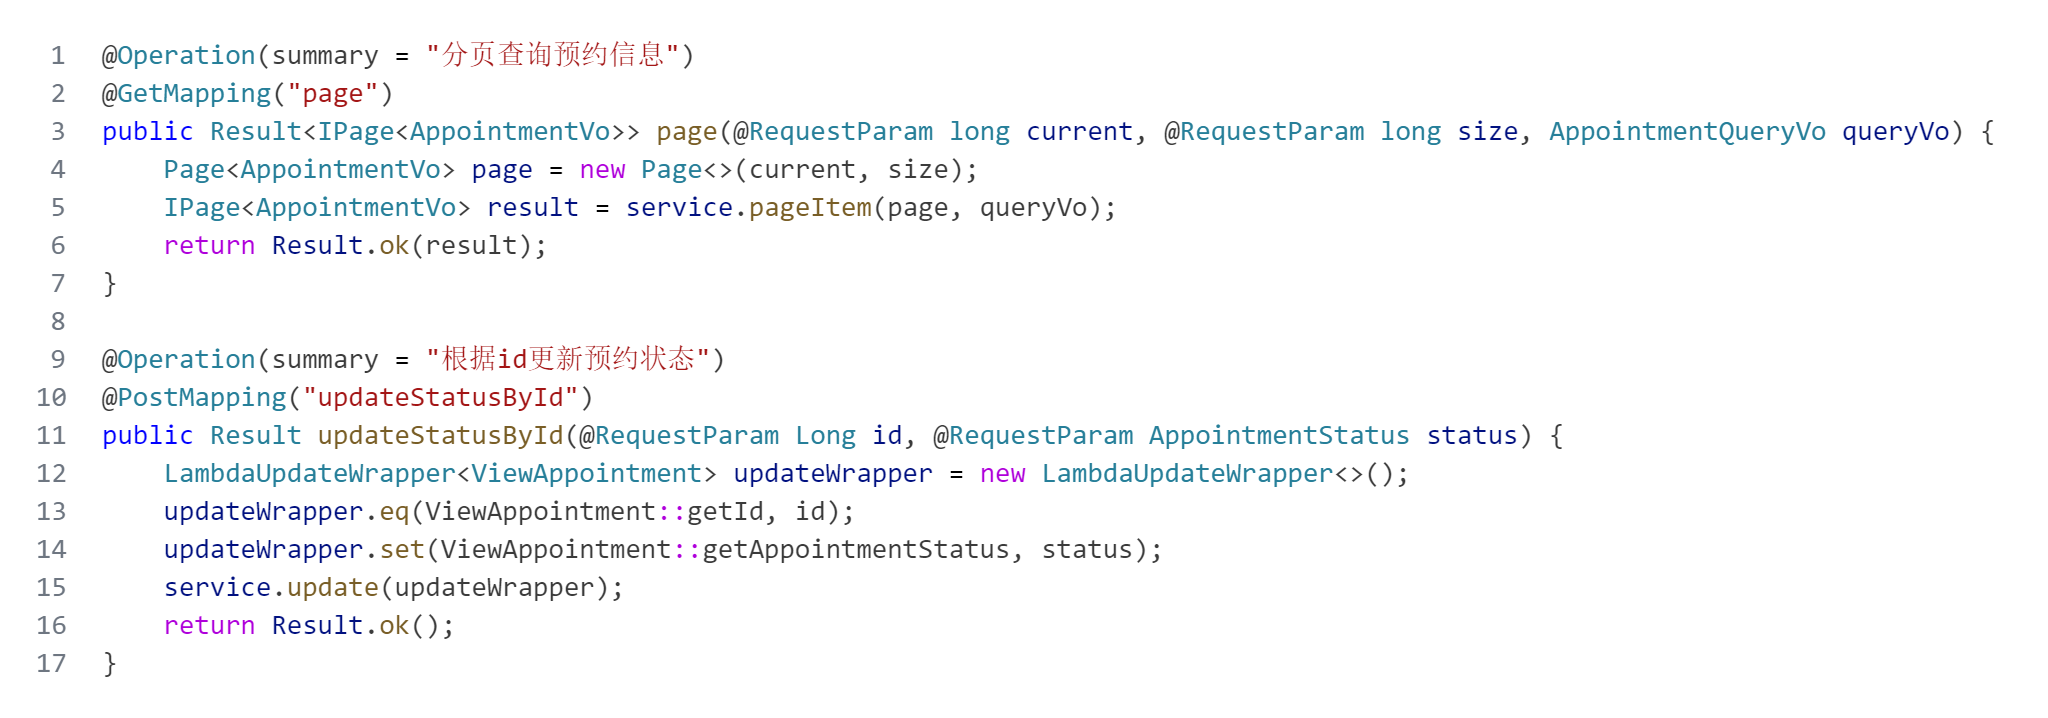 1 @Operation(summary = "分页查询预约信息")
2 @GetMapping("page")
3 public Result<IPage<AppointmentVo>> page(@RequestParam long current, @RequestParam long size, AppointmentQueryVo queryVo) {
4     Page<AppointmentVo> page = new Page<>(current, size);
5     IPage<AppointmentVo> result = service.pageItem(page, queryVo);
6     return Result.ok(result);
7 }
8
9 @Operation(summary = "根据id更新预约状态")
10 @PostMapping("updateStatusById")
11 public Result updateStatusById(@RequestParam Long id, @RequestParam AppointmentStatus status) {
12     LambdaUpdateWrapper<ViewAppointment> updateWrapper = new LambdaUpdateWrapper<>();
13     updateWrapper.eq(ViewAppointment::getId, id);
14     updateWrapper.set(ViewAppointment::getAppointmentStatus, status);
15     service.update(updateWrapper);
16     return Result.ok();
17 }